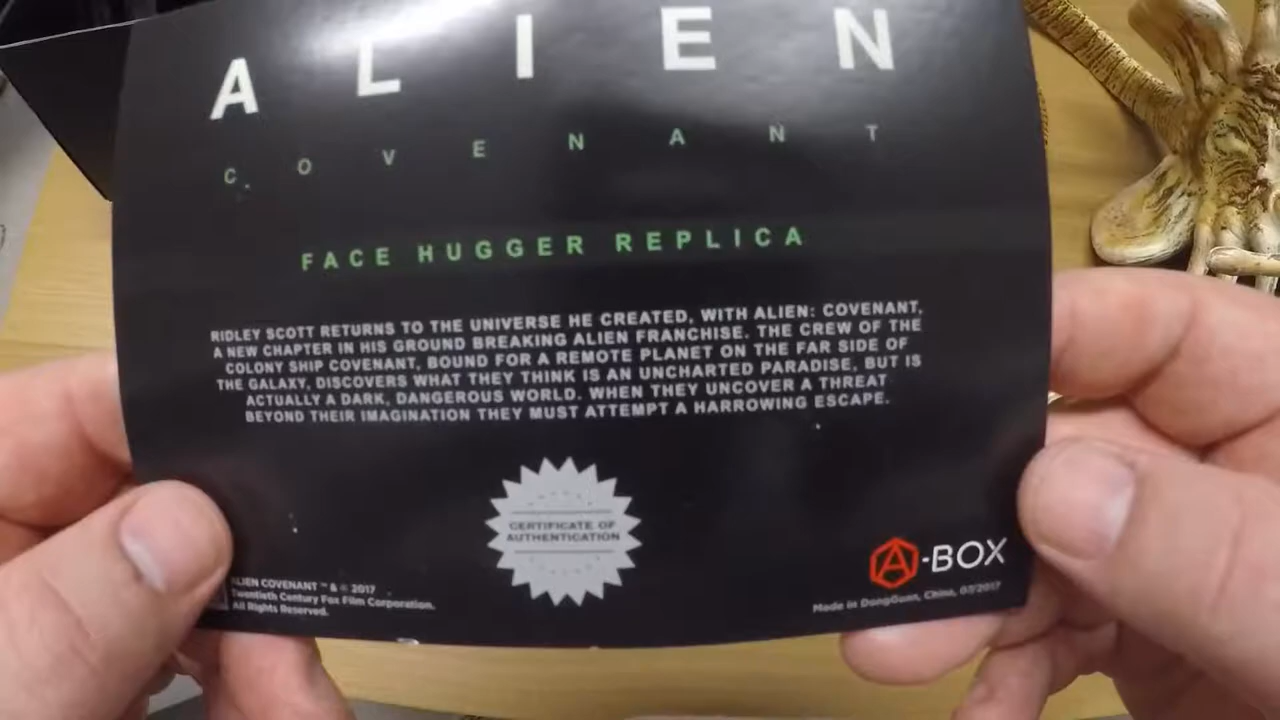 ALIEN
COVENANT
FACE HUGGER REPLICA
RIDLEY SCOTT RETURNS TO THE UNIVERSE HE CREATED, WITH ALIEN: COVENANT,
A NEW CHAPTER IN HIS GROUND BREAKING ALIEN FRANCHISE. THE CREW OF THE
COLONY SHIP COVENANT, BOUND FOR A REMOTE PLANET ON THE FAR SIDE OF
THE GALAXY, DISCOVERS WHAT THEY THINK IS AN UNCHARTED PARADISE, BUT IS
ACTUALLY A DARK, DANGEROUS WORLD. WHEN THEY UNCOVER A THREAT
BEYOND THEIR IMAGINATION THEY MUST ATTEMPT A HARROWING ESCAPE.
CERTIFICATE OF
AUTHENTICATION
ALIEN COVENANT ™ & © 2017
Twentieth Century Fox Film Corporation.
All Rights Reserved.
A-BOX
Made in DongGuan, China, 07/2017